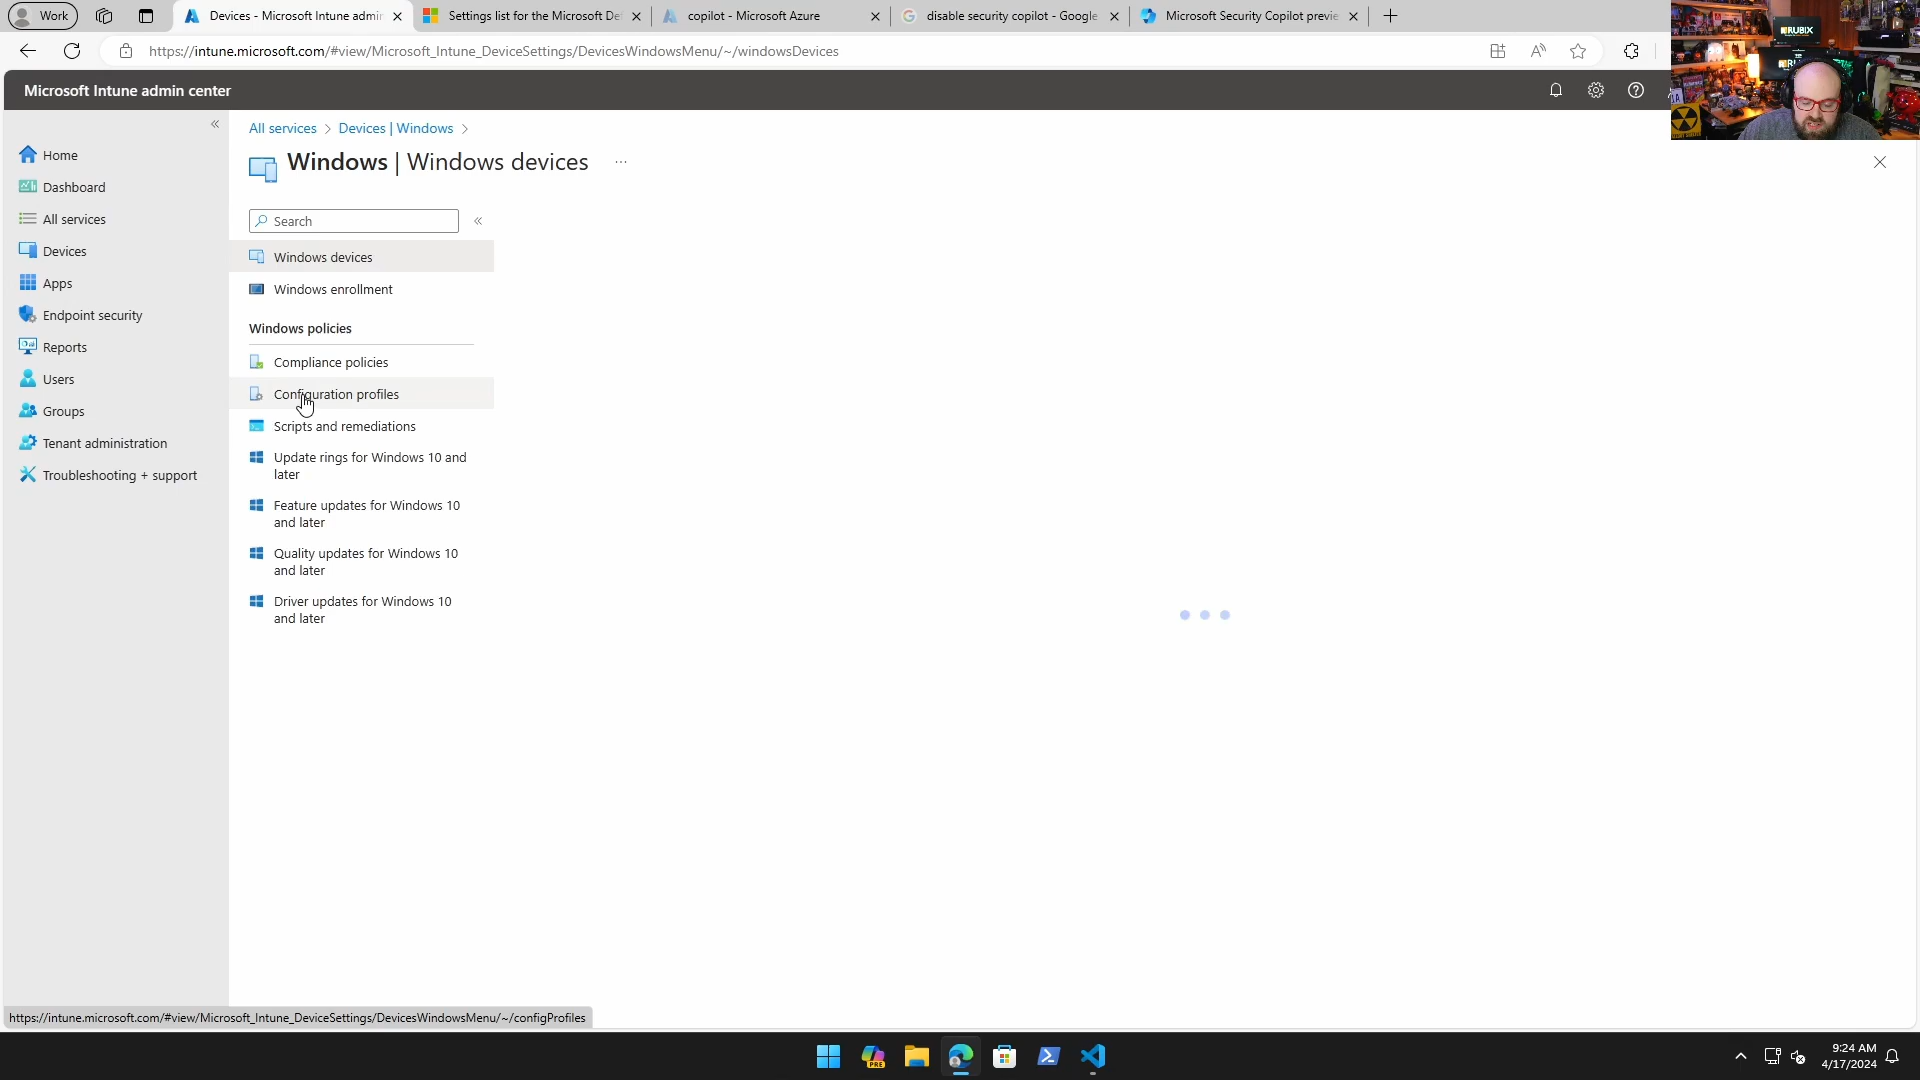 Work
Devices - Microsoft Intune admin
Settings list for the Microsoft De
copilot - Microsoft Azure
disable security copilot - Google
Microsoft Security Copilot previe
https://intune.microsoft.com/#view/Microsoft_Intune_DeviceSettings/DevicesWindowsMenu/~/windowsDevices
Microsoft Intune admin center
RUBIX
All services > Devices | Windows >
Windows | Windows devices ...
Home
Dashboard
All services
Devices
Apps
Endpoint security
Reports
Users
Groups
Tenant administration
Troubleshooting + support
Search
Windows devices
Windows enrollment
Windows policies
Compliance policies
Configuration profiles
Scripts and remediations
Update rings for Windows 10 and
later
Feature updates for Windows 10
and later
Quality updates for Windows 10
and later
Driver updates for Windows 10
and later
https://intune.microsoft.com/#view/Microsoft_Intune_DeviceSettings/DevicesWindowsMenu/~/configProfiles
PRE
9:24 AM
4/17/2024